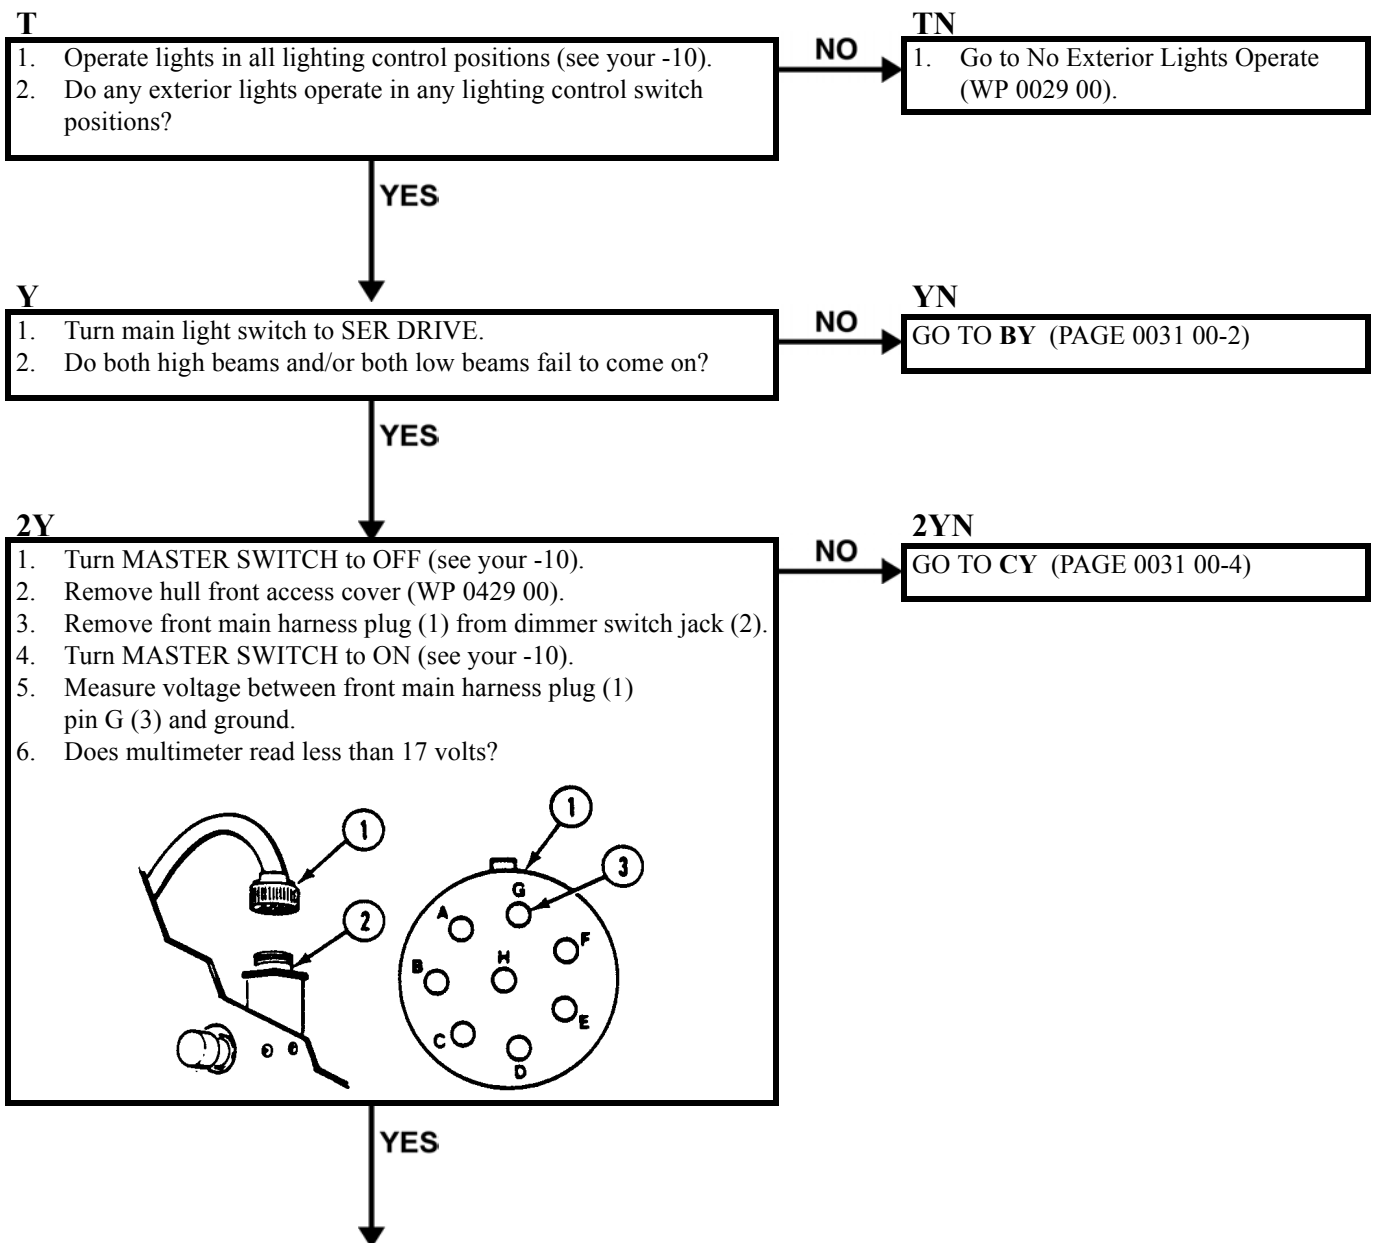 T
1. Operate lights in all lighting control positions (see your -10).
2. Do any exterior lights operate in any lighting control switch
positions?
NO
TN
1. Go to No Exterior Lights Operate
(WP 0029 00).
YES
Y
1. Turn main light switch to SER DRIVE.
2. Do both high beams and/or both low beams fail to come on?
NO
YN
GO TO BY (PAGE 0031 00-2)
YES
2Y
1. Turn MASTER SWITCH to OFF (see your -10).
2. Remove hull front access cover (WP 0429 00).
3. Remove front main harness plug (1) from dimmer switch jack (2).
4. Turn MASTER SWITCH to ON (see your -10).
5. Measure voltage between front main harness plug (1)
pin G (3) and ground.
6. Does multimeter read less than 17 volts?
NO
2YN
GO TO CY (PAGE 0031 00-4)
1
2
1
3
G
A
F
B
H
E
C
D
YES